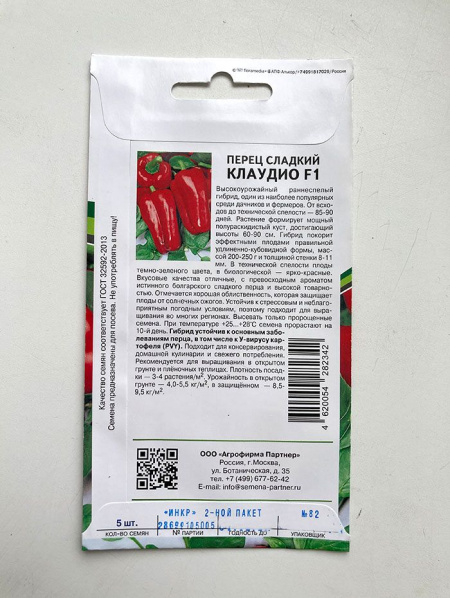 ПЕРЕЦ СЛАДКИЙ
КЛАУДИО F1
Высокоурожайный раннеспелый
гибрид, один из наиболее популярных
среди дачников и фермеров. От всхо-
дов до технической спелости — 85-90
дней. Растение формирует мощный
полураскидистый куст, достигающий
высоты 60-90 см. Гибрид покорит
эффектными плодами правильной
удлиненно-кубовидной формы, мас-
сой 200-250 г и толщиной стенки 8-11
мм. В технической спелости плоды
темно-зеленого цвета, в биологической — ярко-красные.
Вкусовые качества отличные, с превосходным ароматом
истинного болгарского сладкого перца и высокой товарно-
стью. Отмечается хорошая облиственность, которая защищает
плоды от солнечных ожогов. Устойчив к стрессовым и неблаго-
приятным погодным условиям, поэтому подходит для выра-
щивания во многих регионах. Высевать только пророщенные
семена. При температуре +25...+28°С семена прорастают на
10-й день. Гибрид устойчив к основным забо-
леваниям перца, в том числе к Y-вирусу кар-
тофеля (PVY). Подходит для консервирования,
домашней кулинарии и свежего потребления.
Рекомендуется для выращивания в открытом
грунте и плёночных теплицах. Плотность посад-
ки — 3-4 растения/м². Урожайность в открытом
грунте — 4,0-5,5 кг/м², в защищённом — 8,5-
9,5 кг/м².
Качество семян соответствует ГОСТ 32592-2013
Семена предназначены для посева. Не употреблять в пищу!
4 620054 282342
ООО «Агрофирма Партнер»
Россия, г.Москва,
ул. Ботаническая, д. 35
тел. +7 (499) 677-62-42
E-mail: info@semena-partner.ru
"ИНКР" 2-НОЙ ПАКЕТ №82
5 шт.
КОЛ-ВО СЕМЯН № ПАРТИИ ГОДНОСТЬ ДО УПАКОВЩИК